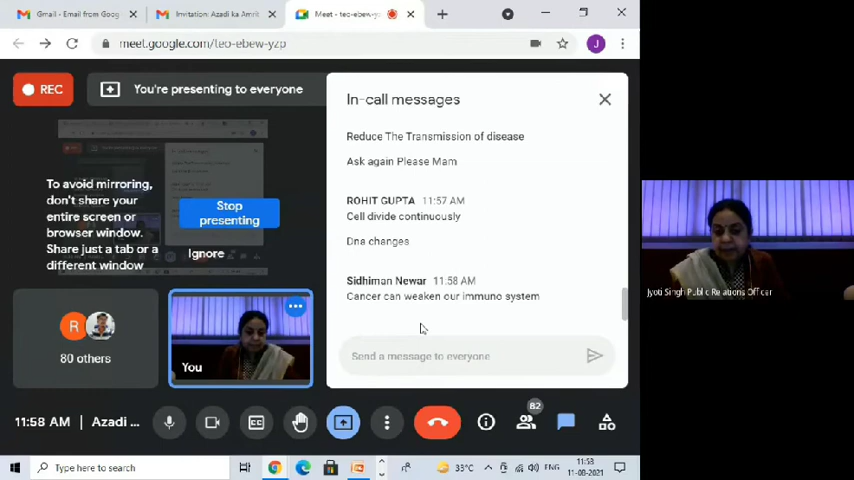 Gmail - Email from Goog
Invitation: Azadi ka Amrit
Meet - teo-ebew-yzp
meet.google.com/teo-ebew-yzp
J
REC
You're presenting to everyone
In-call messages
Reduce The Transmission of disease
Ask again Please Mam
To avoid mirroring,
don't share your
entire screen or
browser window.
Share just a tab or a
different window
Stop
presenting
Ignore
ROHIT GUPTA 11:57 AM
Cell divide continuously
Dna changes
Sidhiman Newar 11:58 AM
Cancer can weaken our immuno system
R
80 others
You
Send a message to everyone
Jyoti Singh Public Relations Officer
11:58 AM | Azadi ...
82
Type here to search
33°C
ENG
11:58
11-08-2021